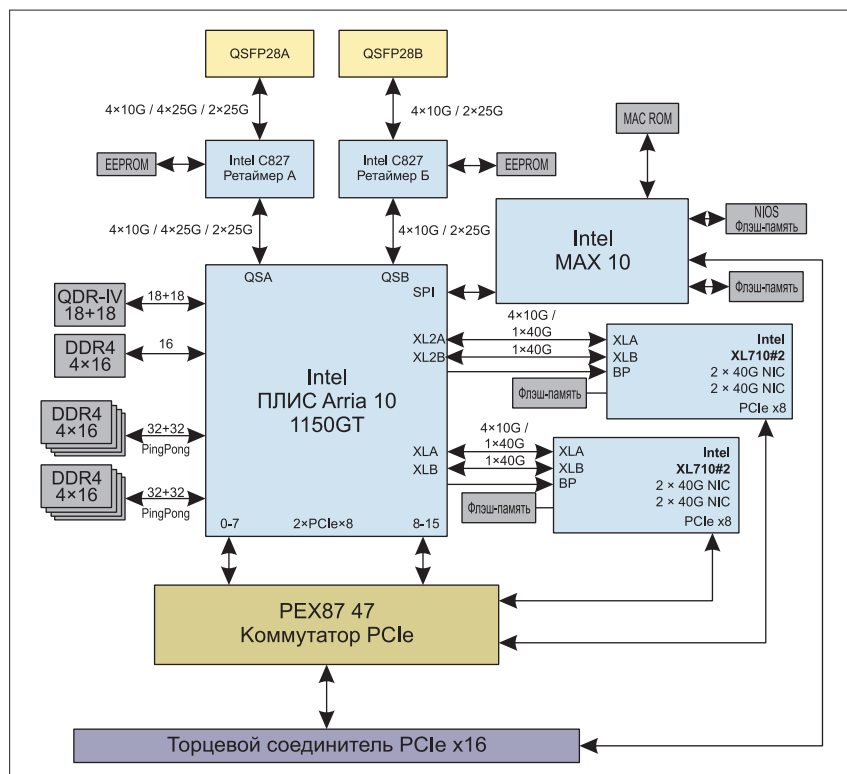 QSFP28A
QSFP28B
4×10G / 4×25G / 2×25G
4×10G / 2×25G
MAC ROM
EEPROM
Intel C827
Ретаймер А
Intel C827
Ретаймер Б
EEPROM
NIOS
Флэш-память
Intel
MAX 10
4×10G / 4×25G / 2×25G
4×10G / 2×25G
Флэш-память
QSA
QSB
SPI
QDR-IV
18+18
18+18
DDR4
4×16
16
4×10G /
1×40G
1×40G
XL2A
XL2B
XLA
XLB
BP
Intel
XL710#2
2 × 40G NIC
2 × 40G NIC
PCIe x8
Флэш-память
Intel
ПЛИС Arria 10
1150GT
DDR4
4×16
32+32
PingPong
DDR4
4×16
32+32
PingPong
4×10G /
1×40G
1×40G
XLA
XLB
XLA
XLB
BP
Intel
XL710#2
2 × 40G NIC
2 × 40G NIC
PCIe x8
Флэш-память
0-7
2×PCIe×8
8-15
PEX87 47
Коммутатор PCIe
Торцевой соединитель PCIe x16